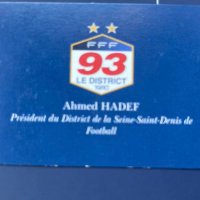 FFF
93
LE DISTRICT
Ahmed HADEF
Président du District de la Seine-Saint-Denis de
Football